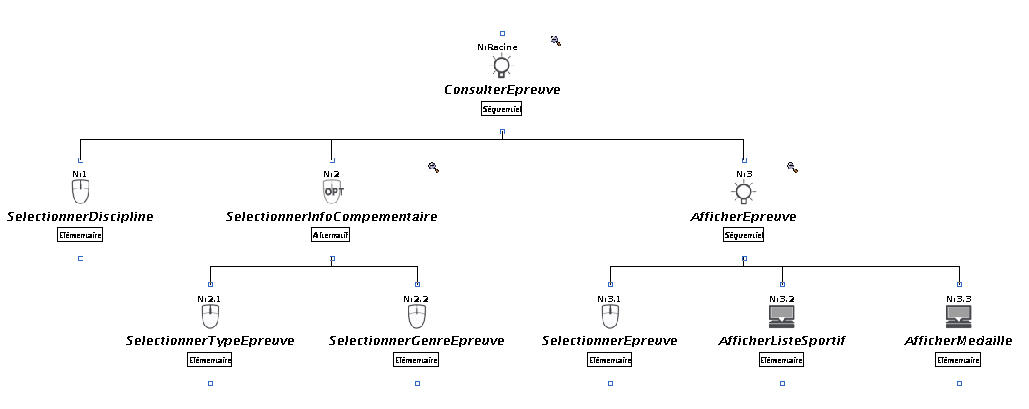 N:Racine
ConsulterEpreuve
Séquentiel
N:1
SelectionnerDiscipline
Elémentaire
N:2
OPT
SelectionnerInfoCompementaire
Alternatif
N:3
AfficherEpreuve
Séquentiel
N:2.1
SelectionnerTypeEpreuve
Elémentaire
N:2.2
SelectionnerGenreEpreuve
Elémentaire
N:3.1
SelectionnerEpreuve
Elémentaire
N:3.2
AfficherListeSportif
Elémentaire
N:3.3
AfficherMedaille
Elémentaire